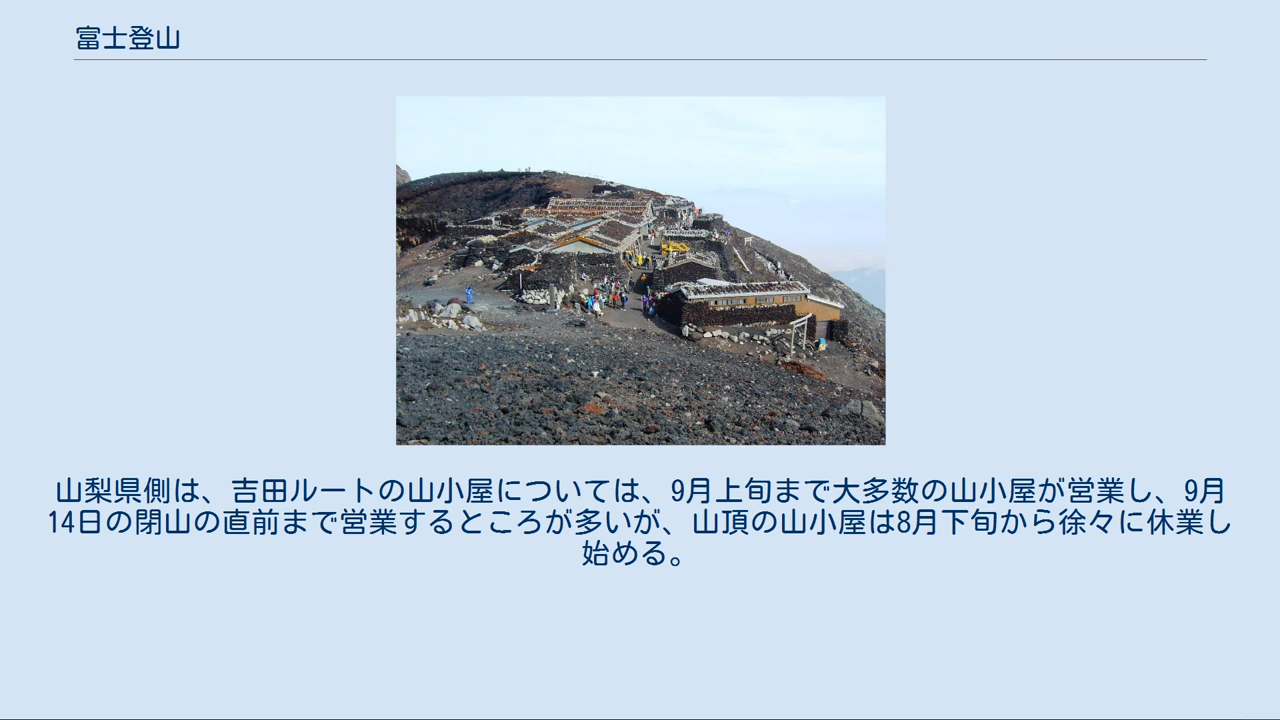 富士登山
山梨県側は、吉田ルートの山小屋については、9月上旬まで大多数の山小屋が営業し、9月
14日の閉山の直前まで営業するところが多いが、山頂の山小屋は8月下旬から徐々に休業し
始める。